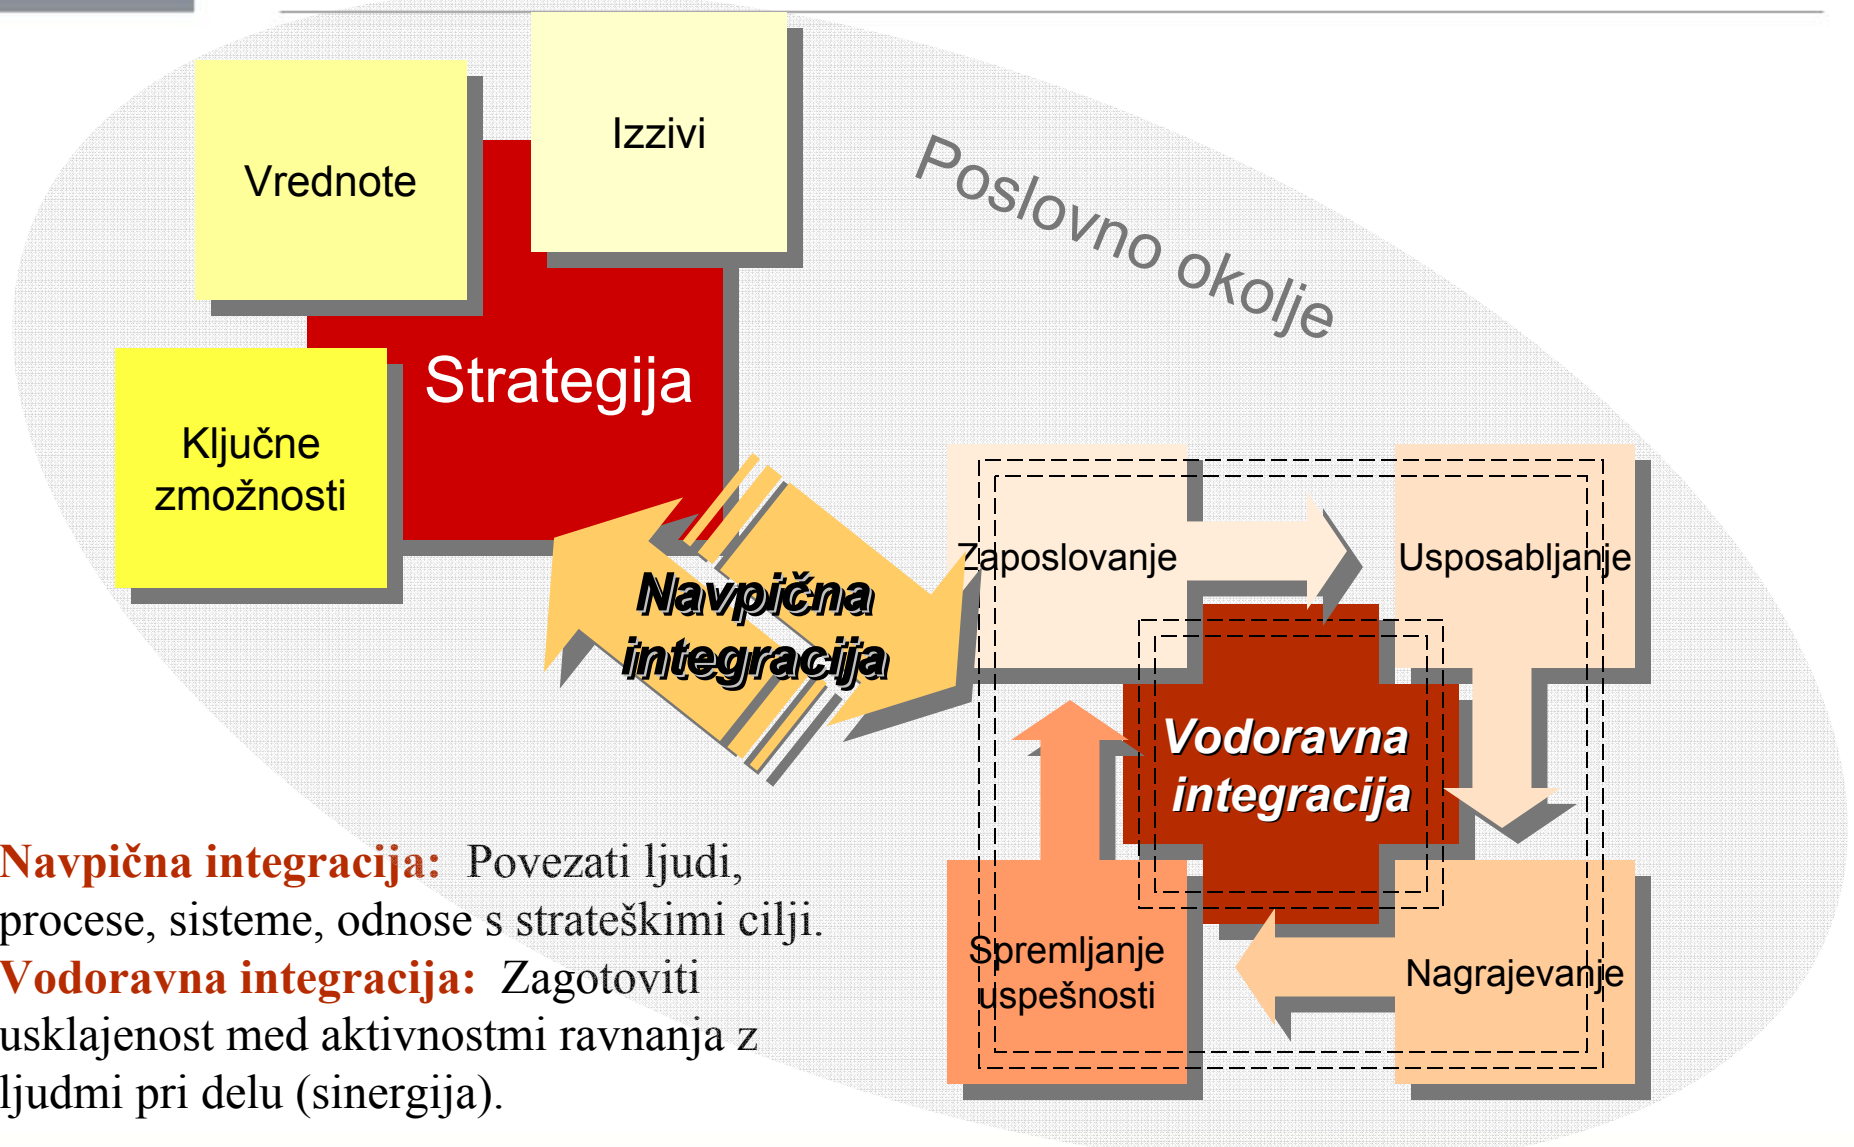 Izzivi
Vrednote
Poslovno okolje
Strategija
Ključne
zmožnosti
Navpična
integracija
Zaposlovanje
Usposabljanje
Vodoravna
integracija
Spremljanje
uspešnosti
Nagrajevanje
Navpična integracija: Povezati ljudi,
procese, sisteme, odnose s strateškimi cilji.
Vodoravna integracija: Zagotoviti
usklajenost med aktivnostmi ravnanja z
ljudmi pri delu (sinergija).